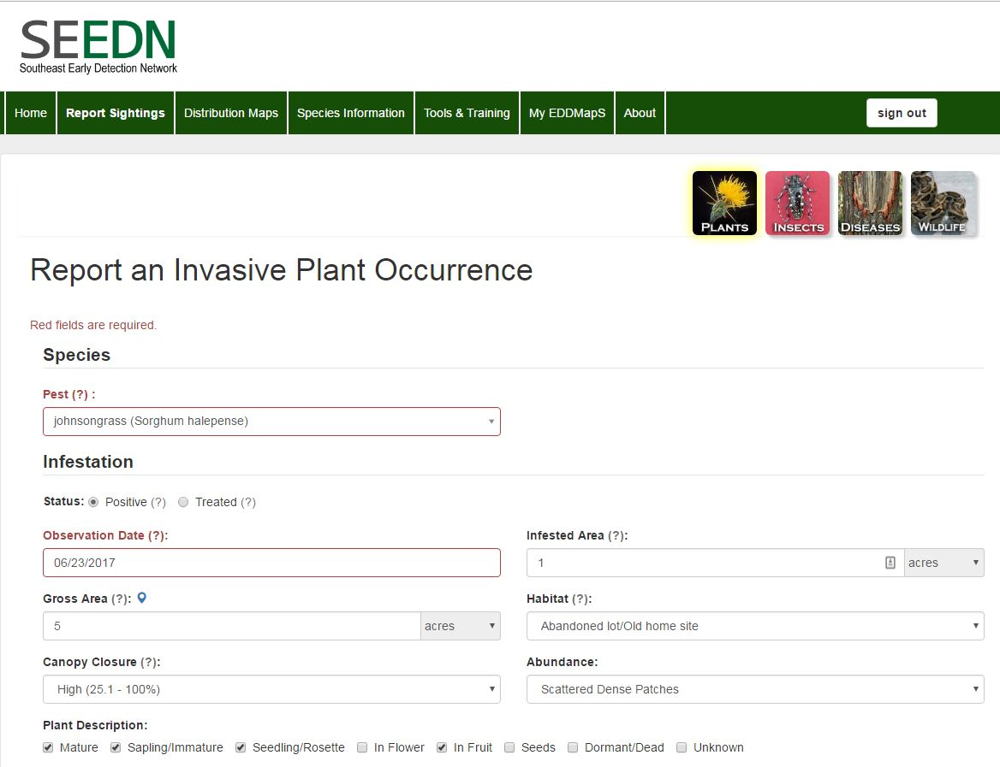 SEEDN
Southeast Early Detection Network
Home Report Sightings Distribution Maps Species Information Tools & Training My EDDMapS About sign out
PLANTS INSECTS DISEASES WILDLIFE
Report an Invasive Plant Occurrence
Red fields are required.
Species
Pest (?) :
johnsongrass (Sorghum halepense)
Infestation
Status: Positive (?) Treated (?)
Observation Date (?): Infested Area (?):
06/23/2017 1 acres
Gross Area (?): Habitat (?):
5 acres Abandoned lot/Old home site
Canopy Closure (?): Abundance:
High (25.1 - 100%) Scattered Dense Patches
Plant Description:
Mature Sapling/Immature Seedling/Rosette In Flower In Fruit Seeds Dormant/Dead Unknown